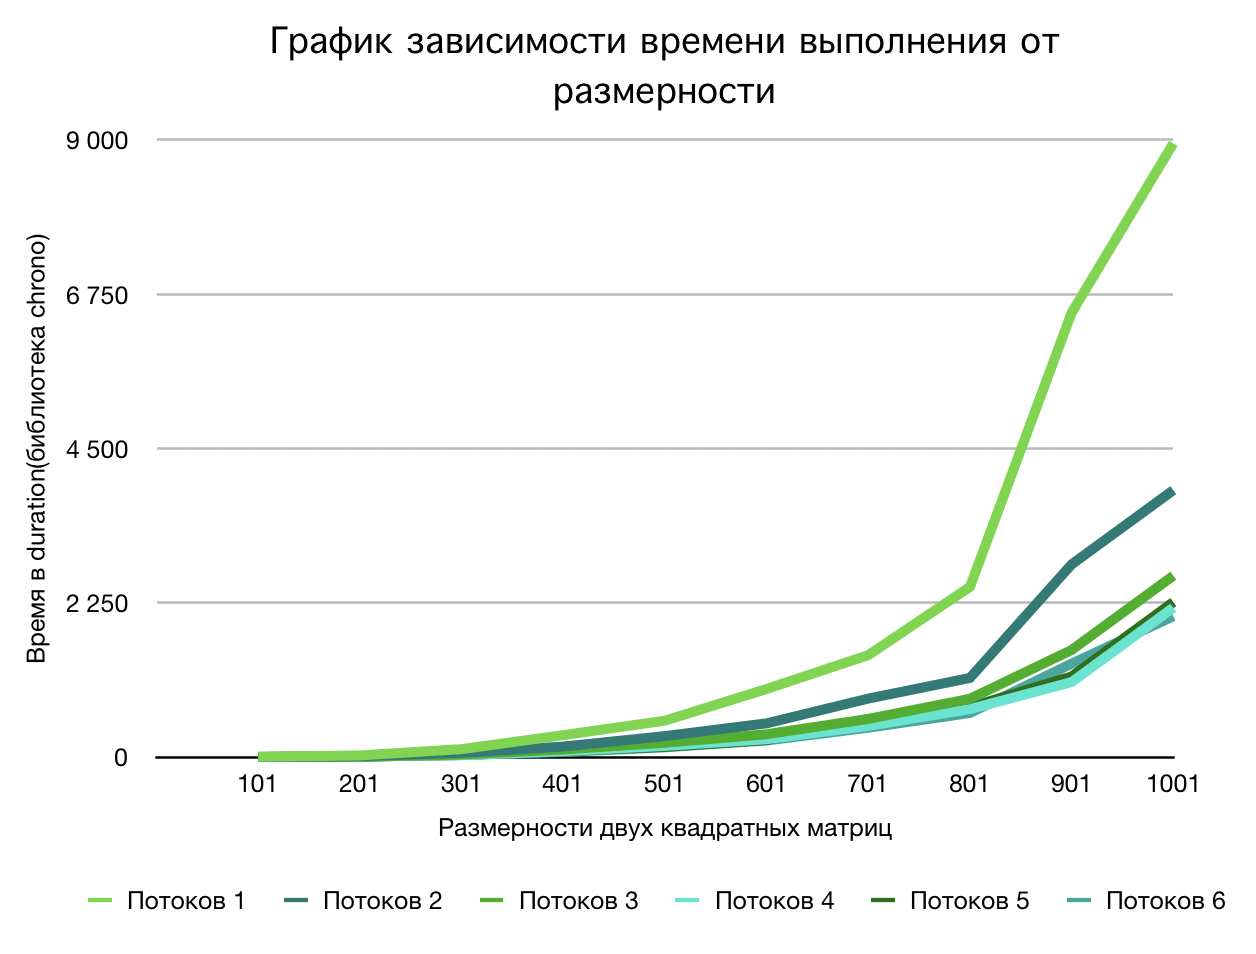 График зависимости времени выполнения от
размерности
9 000
6 750
4 500
2 250
0
Время в duration(библиотека chrono)
101 201 301 401 501 601 701 801 901 1001
Размерности двух квадратных матриц
Потоков 1 Потоков 2 Потоков 3 Потоков 4 Потоков 5 Потоков 6